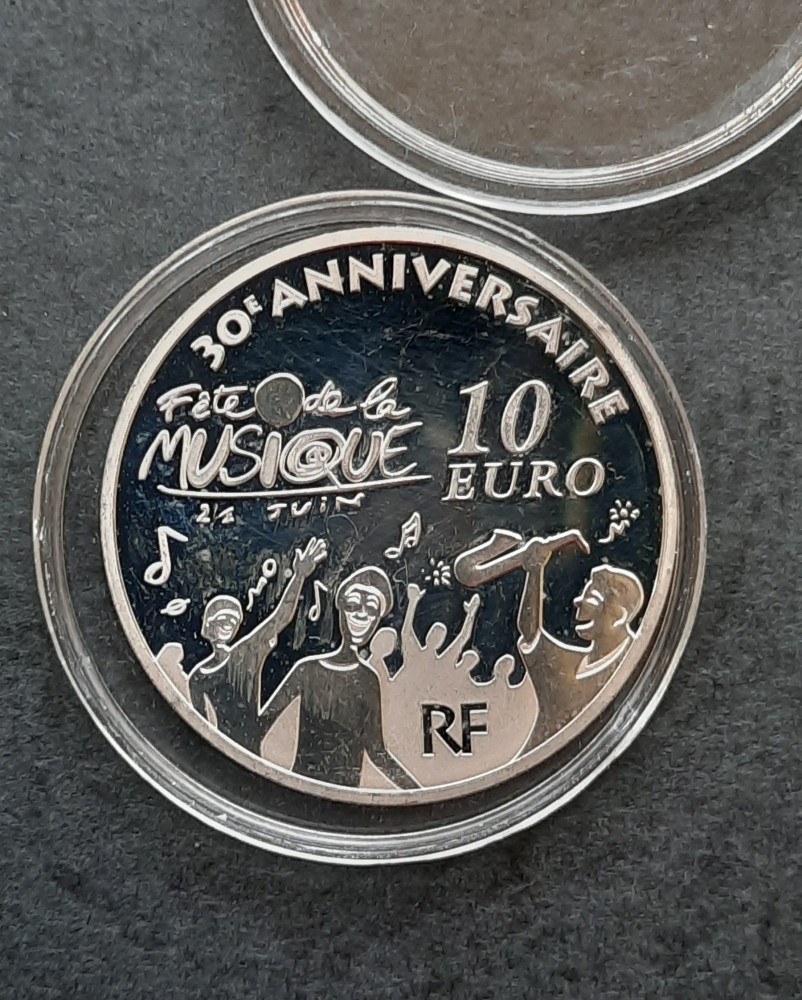 30E ANNIVERSAIRE
Fête de la
MUSIQUE
21 JUIN
10
EURO
RF